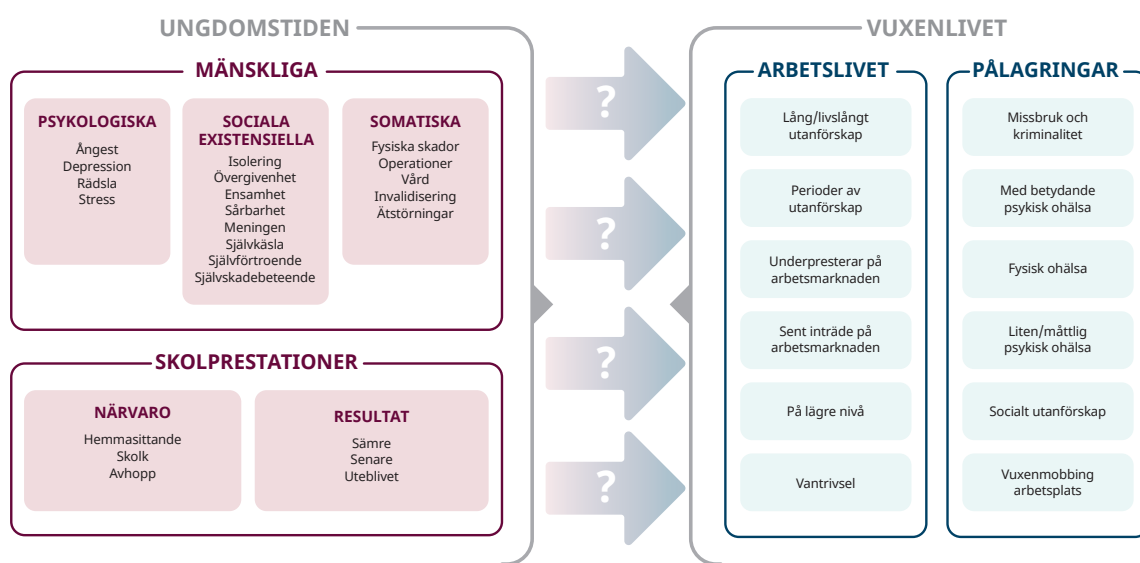 UNGDOMSTIDEN
MÄNSKLIGA
PSYKOLOGISKA
Ångest
Depression
Rädsla
Stress
SOCIALA
EXISTENSIELLA
Isolering
Övergivenhet
Ensamhet
Sårbarhet
Meningen
Självkäsla
Självförtroende
Självskadebeteende
SOMATISKA
Fysiska skador
Operationer
Vård
Invalidisering
Ätstörningar
SKOLPRESTATIONER
NÄRVARO
Hemmasittande
Skolk
Avhopp
RESULTAT
Sämre
Senare
Uteblivet
?
?
?
?
VUXENLIVET
ARBETSLIVET
Lång/livslångt
utanförskap
Perioder av
utanförskap
Underpresterar på
arbetsmarknaden
Sent inträde på
arbetsmarknaden
På lägre nivå
Vantrivsel
PÅLAGRINGAR
Missbruk och
kriminalitet
Med betydande
psykisk ohälsa
Fysisk ohälsa
Liten/måttlig
psykisk ohälsa
Socialt utanförskap
Vuxenmobbing
arbetsplats